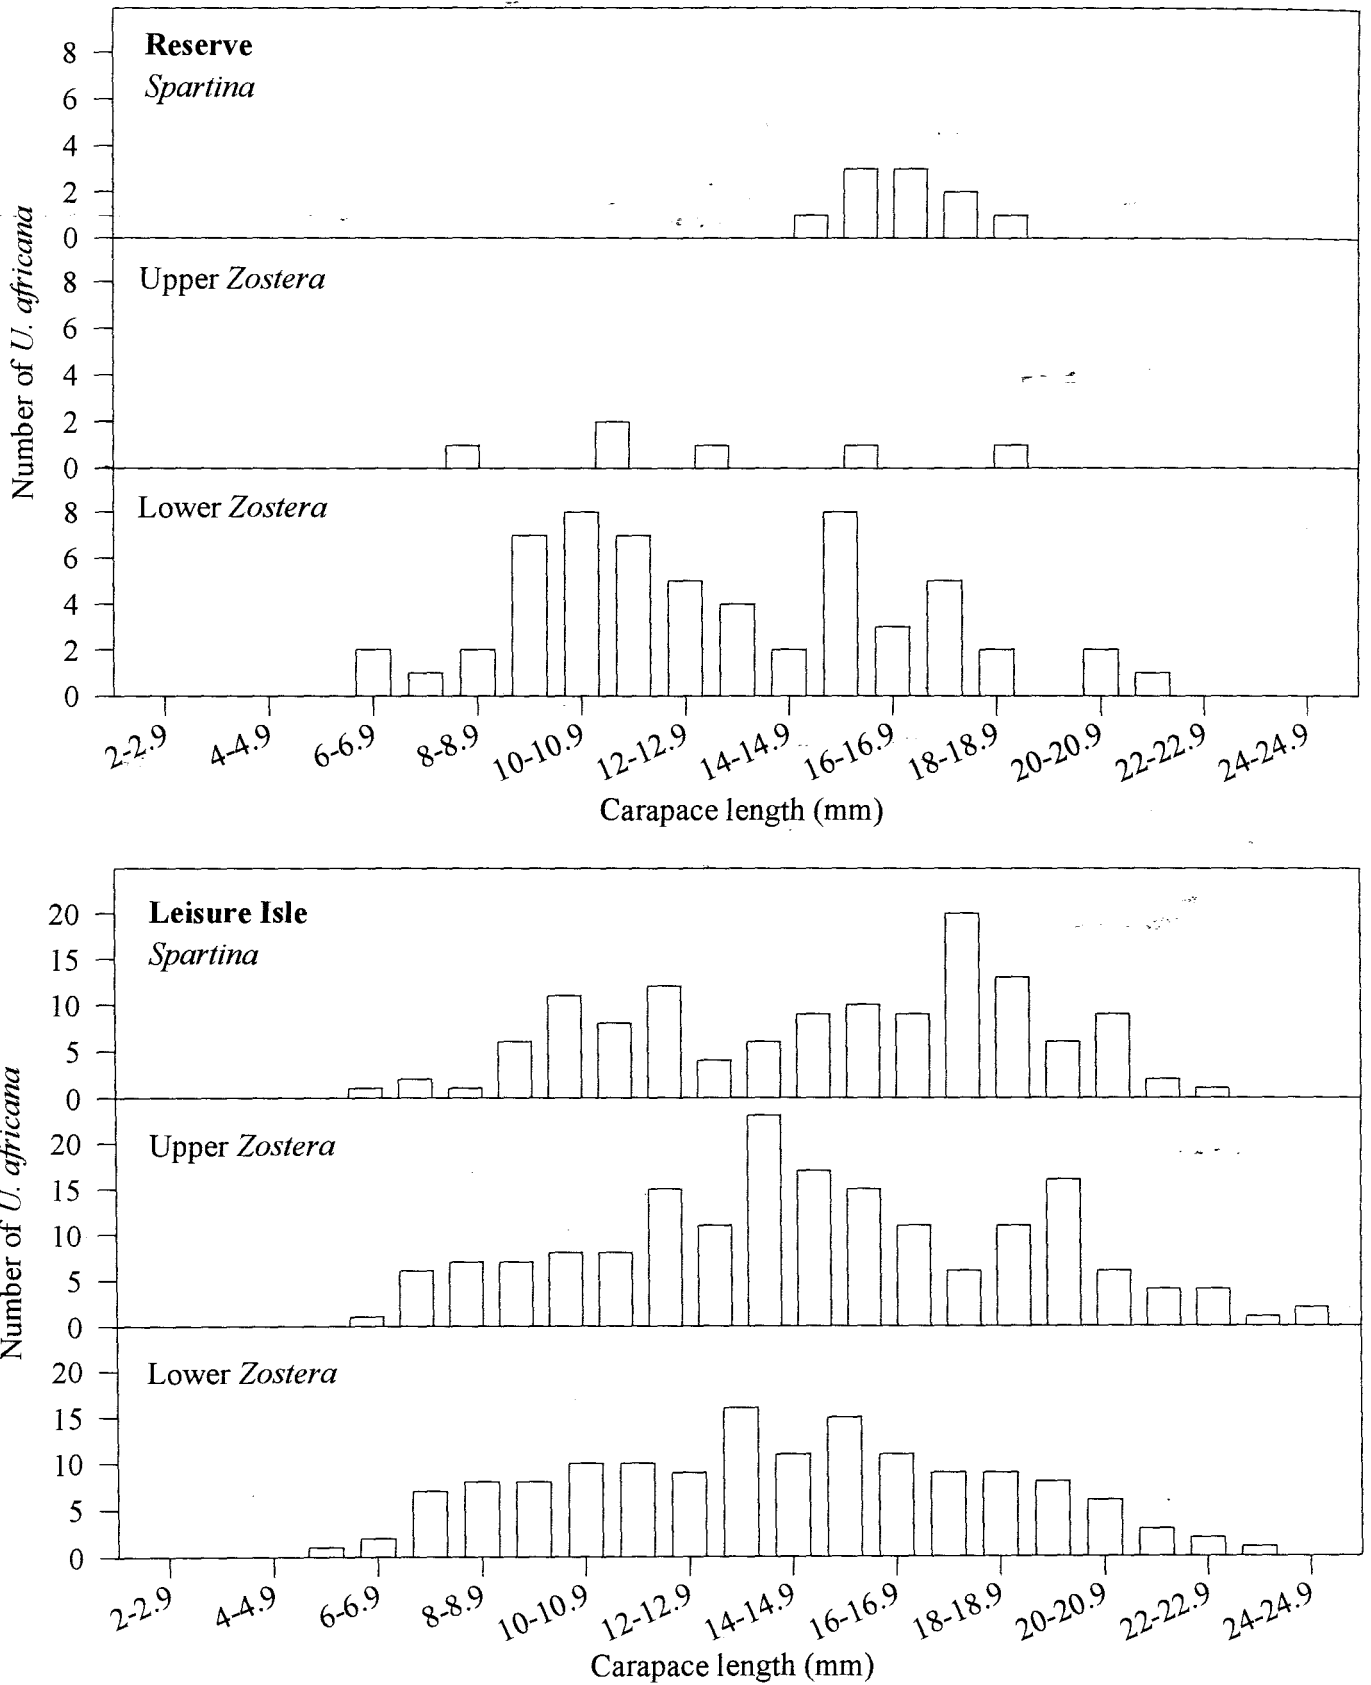 Reserve
Spartina
8
6
4
2
0
Upper Zostera
8
6
4
2
0
Lower Zostera
8
6
4
2
0
Number of U. africana
2-2.9 4-4.9 6-6.9 8-8.9 10-10.9 12-12.9 14-14.9 16-16.9 18-18.9 20-20.9 22-22.9 24-24.9
Carapace length (mm)
Leisure Isle
Spartina
20
15
10
5
0
Upper Zostera
20
15
10
5
0
Lower Zostera
20
15
10
5
0
Number of U. africana
2-2.9 4-4.9 6-6.9 8-8.9 10-10.9 12-12.9 14-14.9 16-16.9 18-18.9 20-20.9 22-22.9 24-24.9
Carapace length (mm)